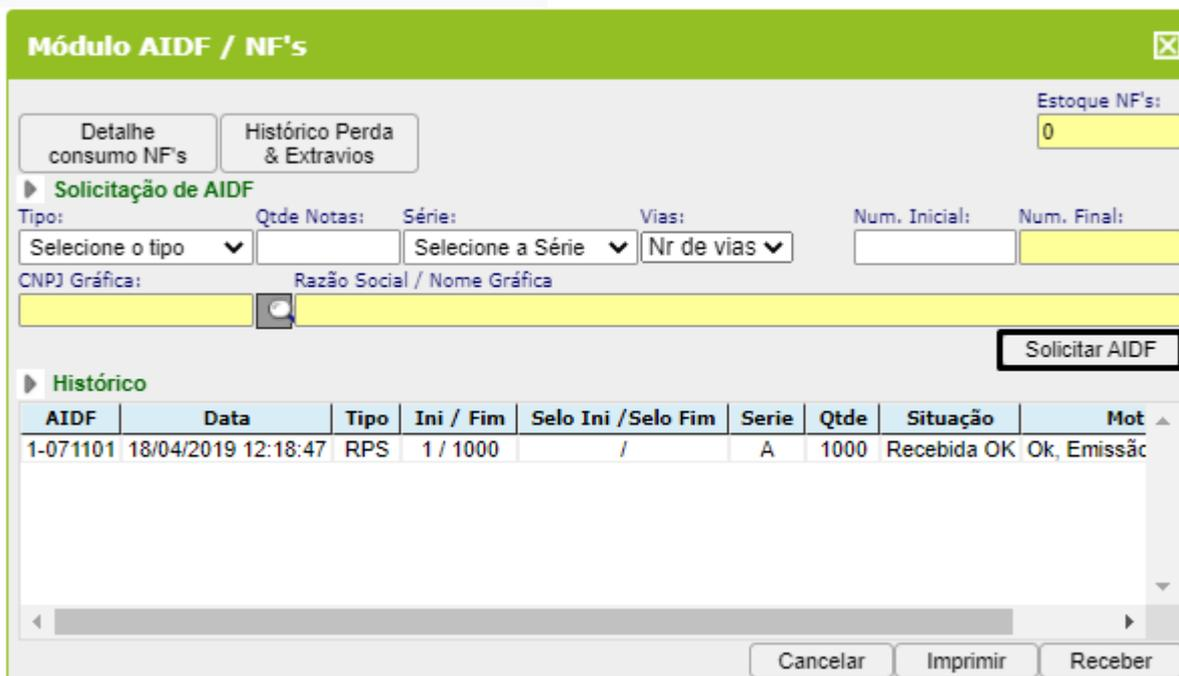 Módulo AIDF / NF's
Estoque NF's:
Detalhe
consumo NF's
Histórico Perda
& Extravios
0
Solicitação de AIDF
Tipo: Qtde Notas: Série: Vias: Num. Inicial: Num. Final:
Selecione o tipo Selecione a Série Nr de vias
CNPJ Gráfica: Razão Social / Nome Gráfica
Solicitar AIDF
Histórico
AIDF Data Tipo Ini / Fim Selo Ini /Selo Fim Serie Qtde Situação Mot
1-071101 18/04/2019 12:18:47 RPS 1 / 1000 / A 1000 Recebida OK Ok, Emissão
Cancelar Imprimir Receber